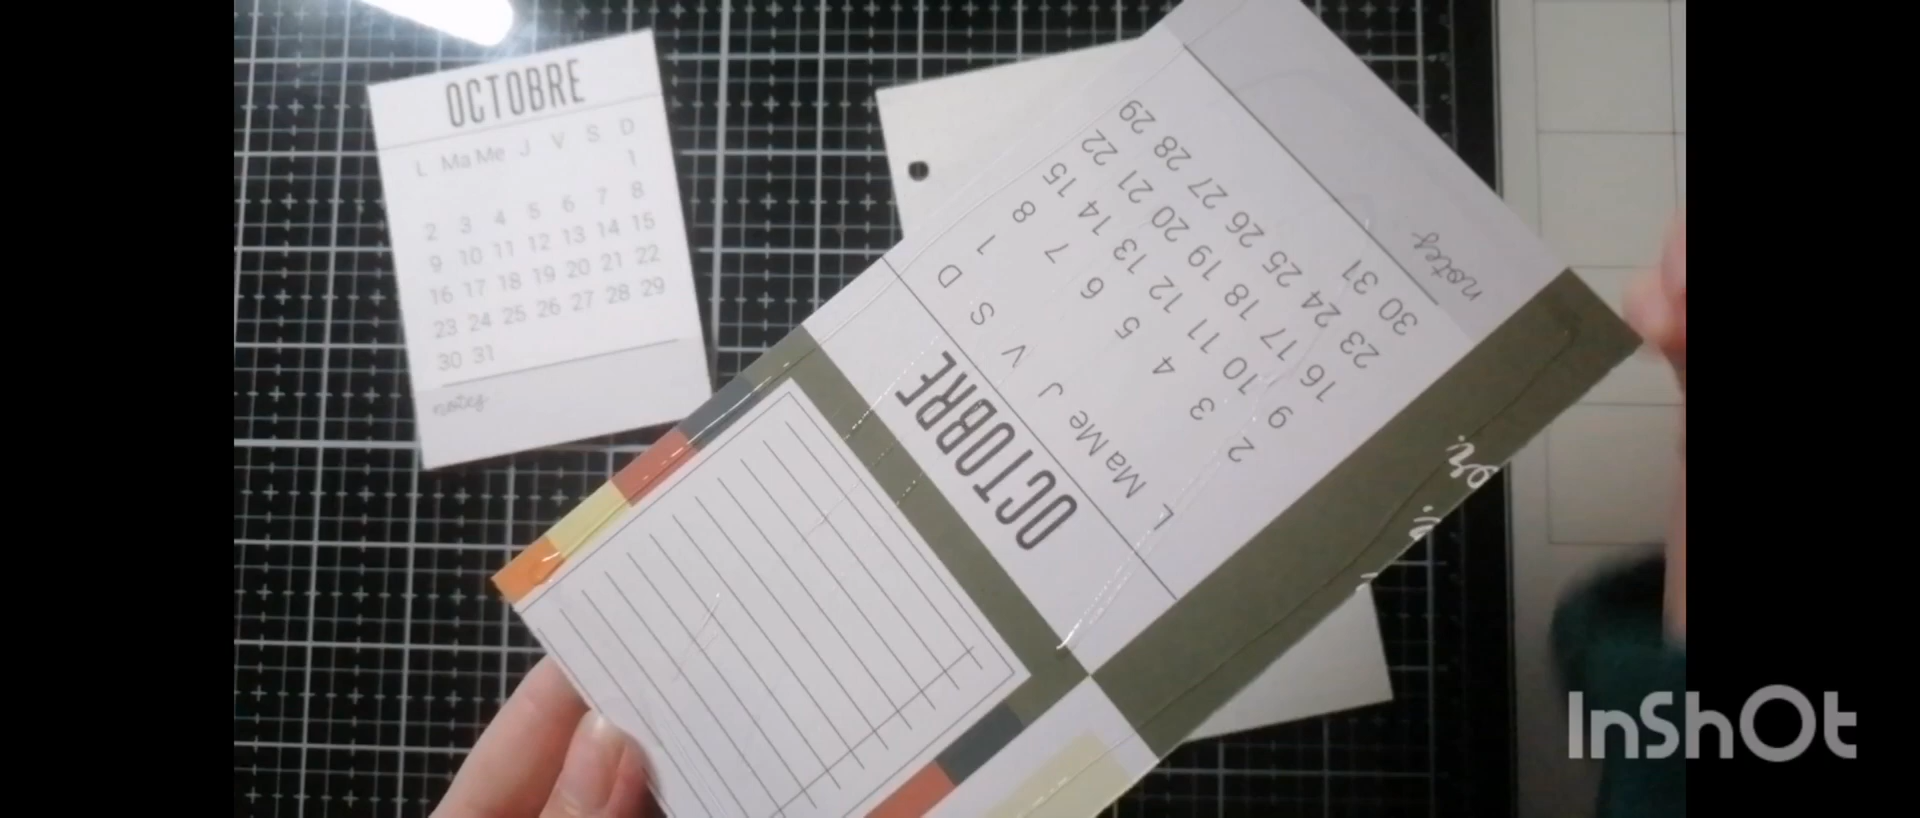 OCTOBRE
L Ma Me J V S D
1
2 3 4 5 6 7 8
9 10 11 12 13 14 15
16 17 18 19 20 21 22
23 24 25 26 27 28 29
30 31
notes
OCTOBRE
L Ma Me J V S D
1
2 3 4 5 6 7 8
9 10 11 12 13 14 15
16 17 18 19 20 21 22
23 24 25 26 27 28 29
30 31
notes
InShOt